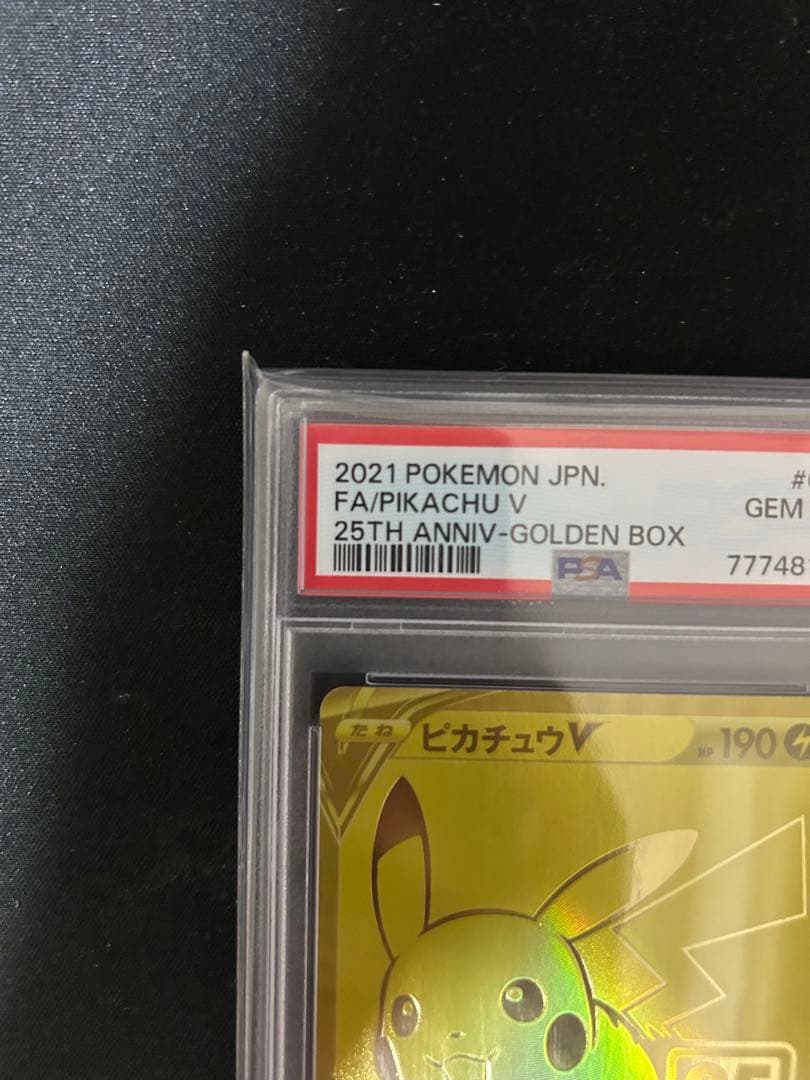 2021 POKEMON JPN.
FA/PIKACHU V
GEM
25TH ANNIV-GOLDEN BOX
PSA
たね ピカチュウV HP 190